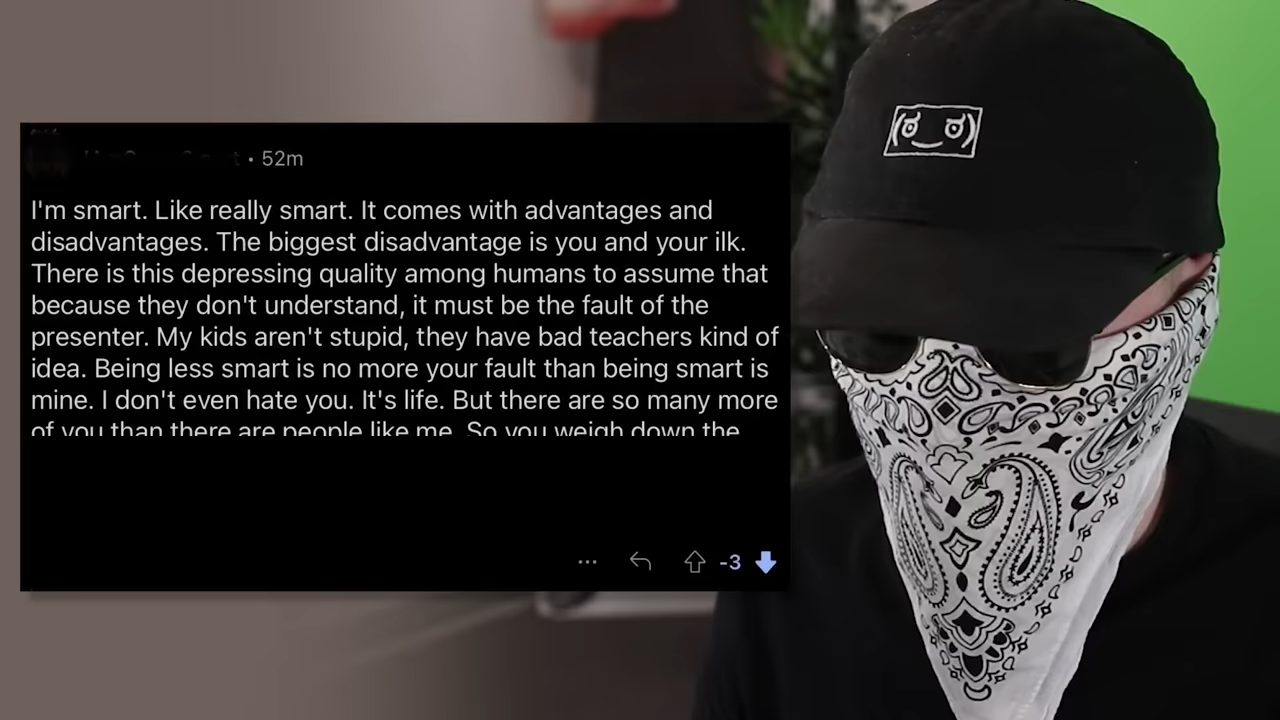 • 52m
I'm smart. Like really smart. It comes with advantages and
disadvantages. The biggest disadvantage is you and your ilk.
There is this depressing quality among humans to assume that
because they don't understand, it must be the fault of the
presenter. My kids aren't stupid, they have bad teachers kind of
idea. Being less smart is no more your fault than being smart is
mine. I don't even hate you. It's life. But there are so many more
of you than there are people like me. So you weigh down the
-3